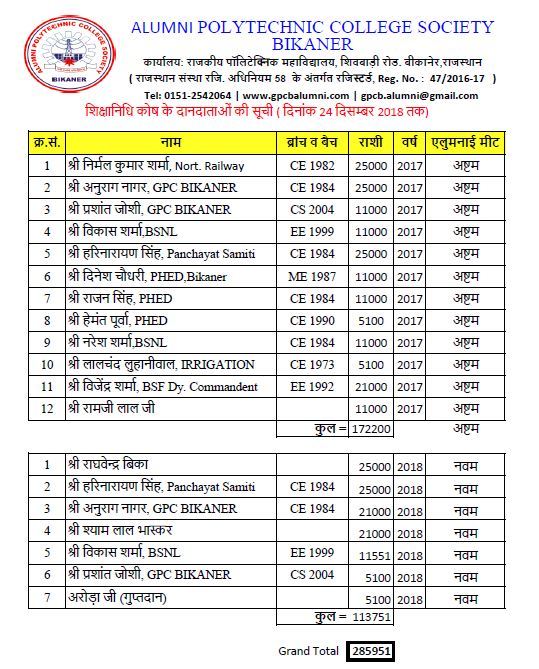 ALUMNI POLYTECHNIC COLLEGE SOCIETY
BIKANER
ALUMNI POLYTECHNIC COLLEGE SOCIETY
BIKANER
कार्यालय: राजकीय पॉलिटेक्निक महाविद्यालय, शिवबाड़ी रोड. बीकानेर,राजस्थान
( राजस्थान संस्था रजि. अधिनियम 58 के अंतर्गत रजिस्टर्ड, Reg. No. : 47/2016-17 )
Tel: 0151-2542064 | www.gpcbalumni.com | gpcb.alumni@gmail.com
शिक्षानिधि कोष के दानदाताओं की सूची ( दिनांक 24 दिसम्बर 2018 तक)
क्र.सं. नाम ब्रांच व बैच राशी वर्ष एलुमनाई मीट
1 श्री निर्मल कुमार शर्मा, Nort. Railway CE 1982 25000 2017 अष्टम
2 श्री अनुराग नागर, GPC BIKANER CE 1984 25000 2017 अष्टम
3 श्री प्रशांत जोशी, GPC BIKANER CS 2004 11000 2017 अष्टम
4 श्री विकास शर्मा,BSNL EE 1999 11000 2017 अष्टम
5 श्री हरिनारायण सिंह, Panchayat Samiti CE 1984 25000 2017 अष्टम
6 श्री दिनेश चौधरी, PHED,Bikaner ME 1987 11000 2017 अष्टम
7 श्री राजन सिंह, PHED CE 1984 11000 2017 अष्टम
8 श्री हेमंत पूर्वा, PHED CE 1990 5100 2017 अष्टम
9 श्री नरेश शर्मा,BSNL CE 1984 11000 2017 अष्टम
10 श्री लालचंद लुहानीवाल, IRRIGATION CE 1973 5100 2017 अष्टम
11 श्री विजेंद्र शर्मा, BSF Dy. Commandent EE 1992 21000 2017 अष्टम
12 श्री रामजी लाल जी 11000 2017 अष्टम
कुल = 172200 अष्टम
1 श्री राघवेन्द्र बिका 25000 2018 नवम
2 श्री हरिनारायण सिंह, Panchayat Samiti CE 1984 25000 2018 नवम
3 श्री अनुराग नागर, GPC BIKANER CE 1984 21000 2018 नवम
4 श्री श्याम लाल भास्कर 21000 2018 नवम
5 श्री विकास शर्मा, BSNL EE 1999 11551 2018 नवम
6 श्री प्रशांत जोशी, GPC BIKANER CS 2004 5100 2018 नवम
7 अरोड़ा जी (गुप्तदान) 5100 2018 नवम
कुल = 113751
Grand Total 285951